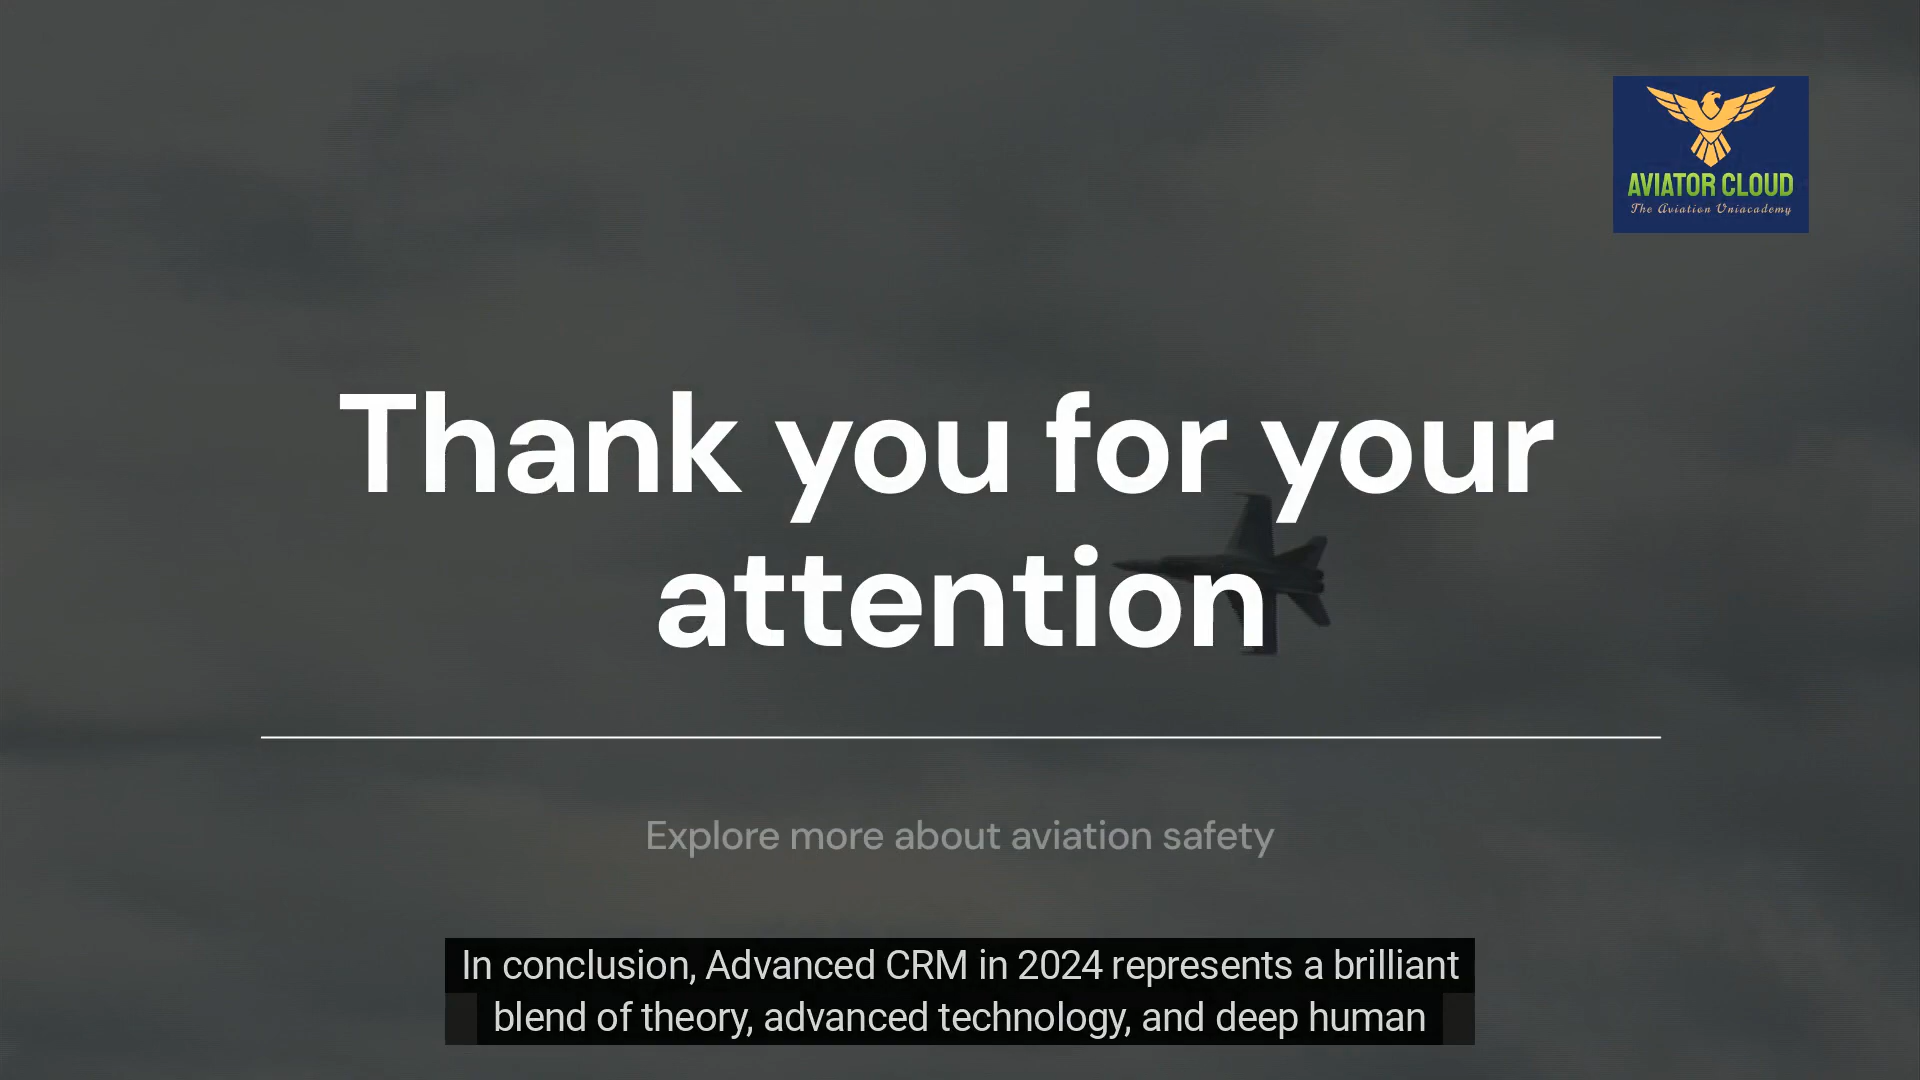 AVIATOR CLOUD
The Aviation Uniacademy
Thank you for your
attention
Explore more about aviation safety
In conclusion, Advanced CRM in 2024 represents a brilliant
blend of theory, advanced technology, and deep human